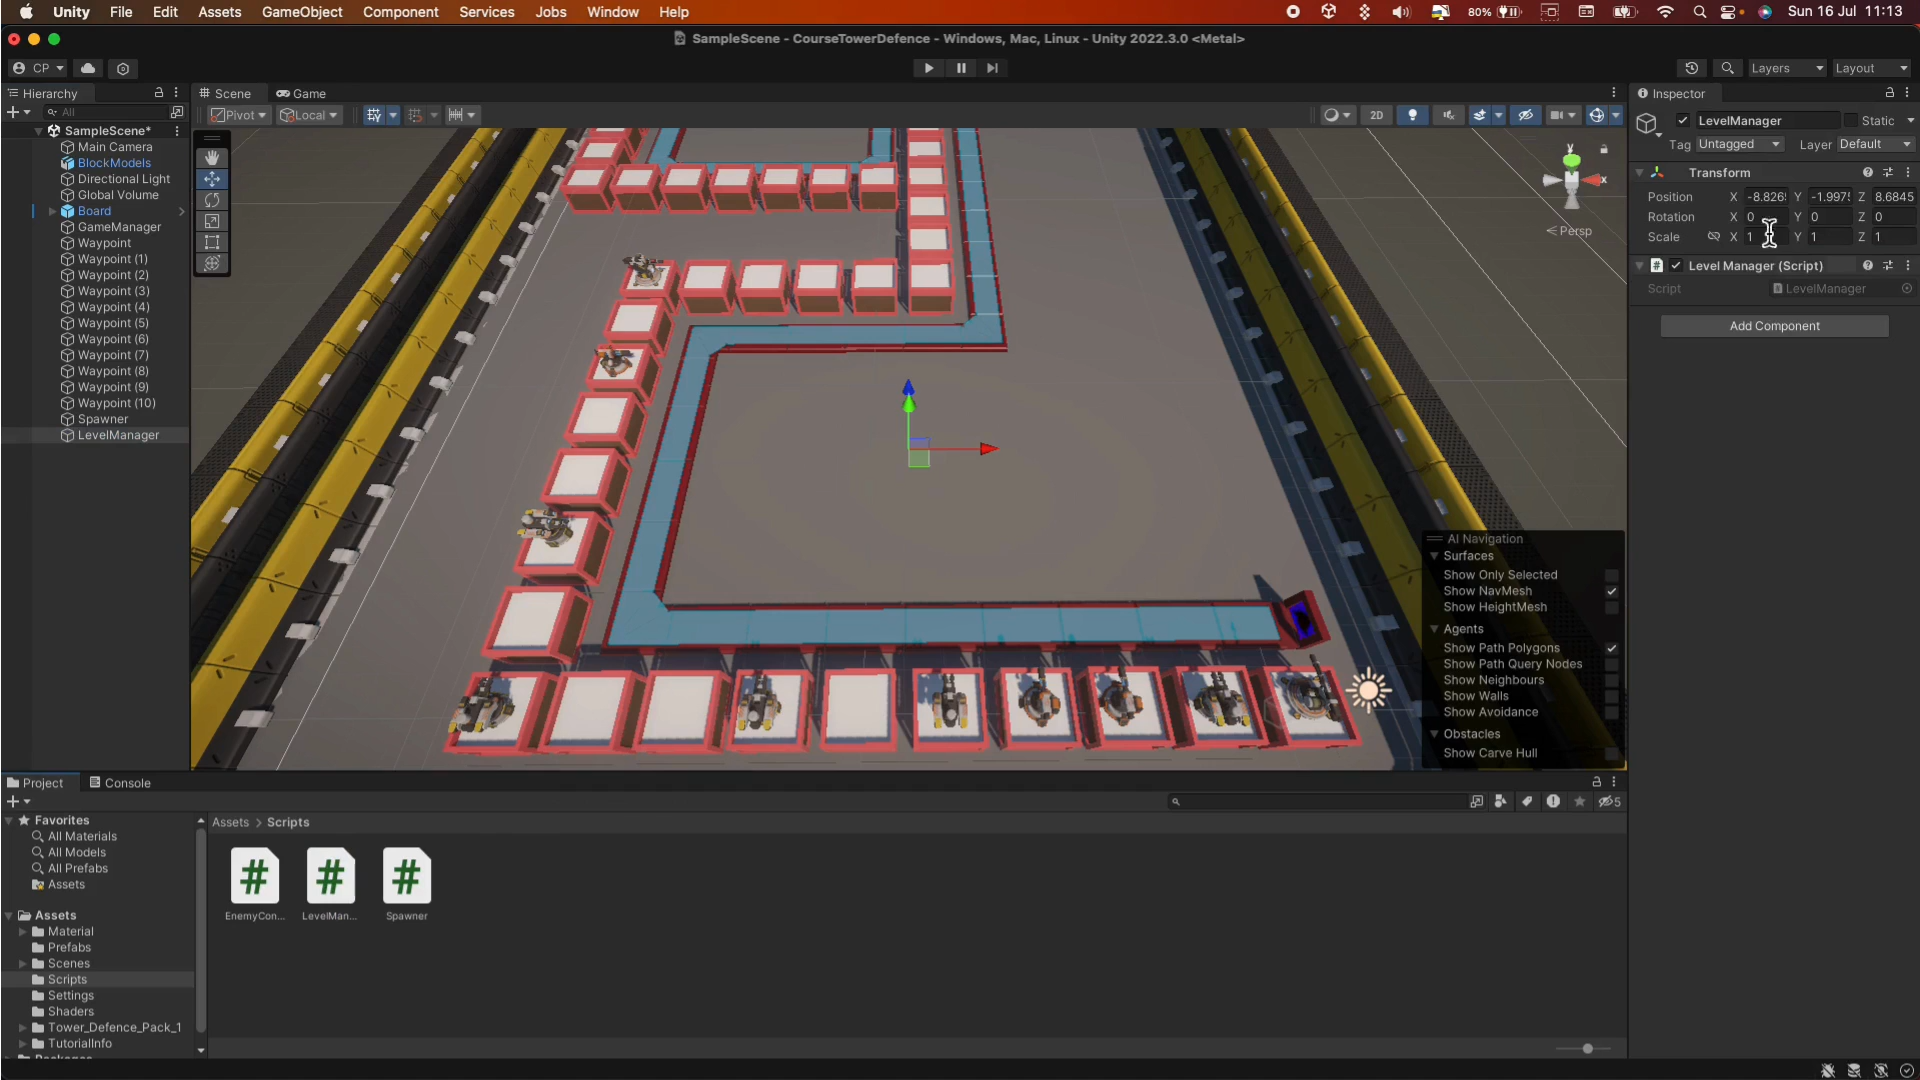 Unity File Edit Assets GameObject Component Services Jobs Window Help 80% Sun 16 Jul 11:13
SampleScene - CourseTowerDefence - Windows, Mac, Linux - Unity 2022.3.0 <Metal>
CP Layers Layout
Hierarchy
All
SampleScene*
Main Camera
BlockModels
Directional Light
Global Volume
Board
GameManager
Waypoint
Waypoint (1)
Waypoint (2)
Waypoint (3)
Waypoint (4)
Waypoint (5)
Waypoint (6)
Waypoint (7)
Waypoint (8)
Waypoint (9)
Waypoint (10)
Spawner
LevelManager
Scene Game
Pivot Local 2D
y
x
Persp
AI Navigation
Surfaces
Show Only Selected
Show NavMesh
Show HeightMesh
Agents
Show Path Polygons
Show Path Query Nodes
Show Neighbours
Show Walls
Show Avoidance
Obstacles
Show Carve Hull
Inspector
LevelManager Static
Tag Untagged Layer Default
Transform
Position X -8.826 Y -1.997 Z 8.6845
Rotation X 0 Y 0 Z 0
Scale X 1 Y 1 Z 1
# Level Manager (Script)
Script LevelManager
Add Component
Project Console
5
Favorites
All Materials
All Models
All Prefabs
Assets
Assets
Material
Prefabs
Scenes
Scripts
Settings
Shaders
Tower_Defence_Pack_1
TutorialInfo
Assets > Scripts
# # #
EnemyCon... LevelMan... Spawner